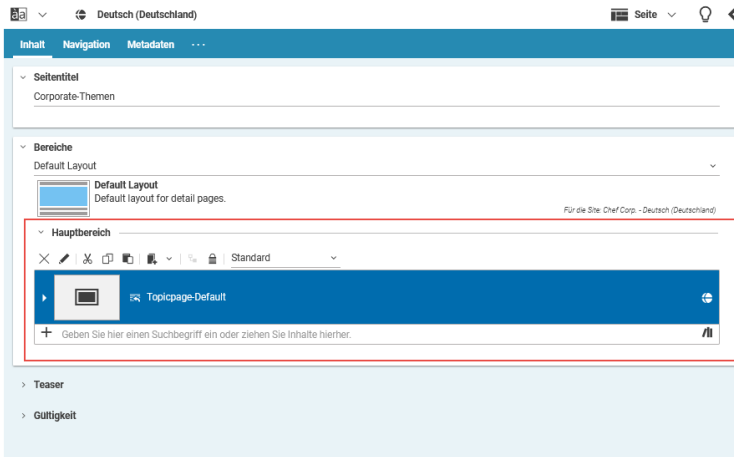 āa Deutsch (Deutschland) Seite
Inhalt Navigation Metadaten ···
Seitentitel
Corporate-Themen
Bereiche
Default Layout
Default Layout
Default layout for detail pages.
Für die Site: Chef Corp. - Deutsch (Deutschland)
Hauptbereich
Standard
Topicpage-Default
Geben Sie hier einen Suchbegriff ein oder ziehen Sie Inhalte hierher.
Teaser
Gültigkeit